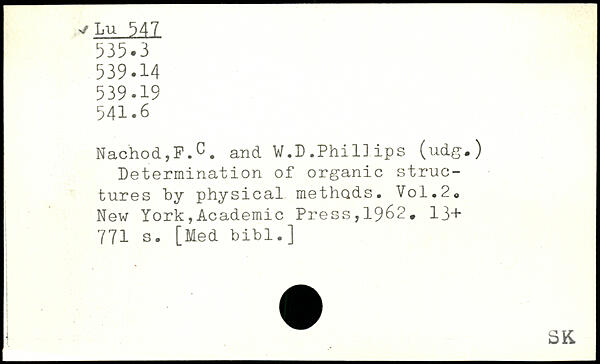 ✓ Lu 547
535.3
539.14
539.19
541.6
Nachod,F.C. and W.D.Phillips (udg.)
Determination of organic struc-
tures by physical methods. Vol.2.
New York,Academic Press,1962. 13+
771 s. [Med bibl.]
SK